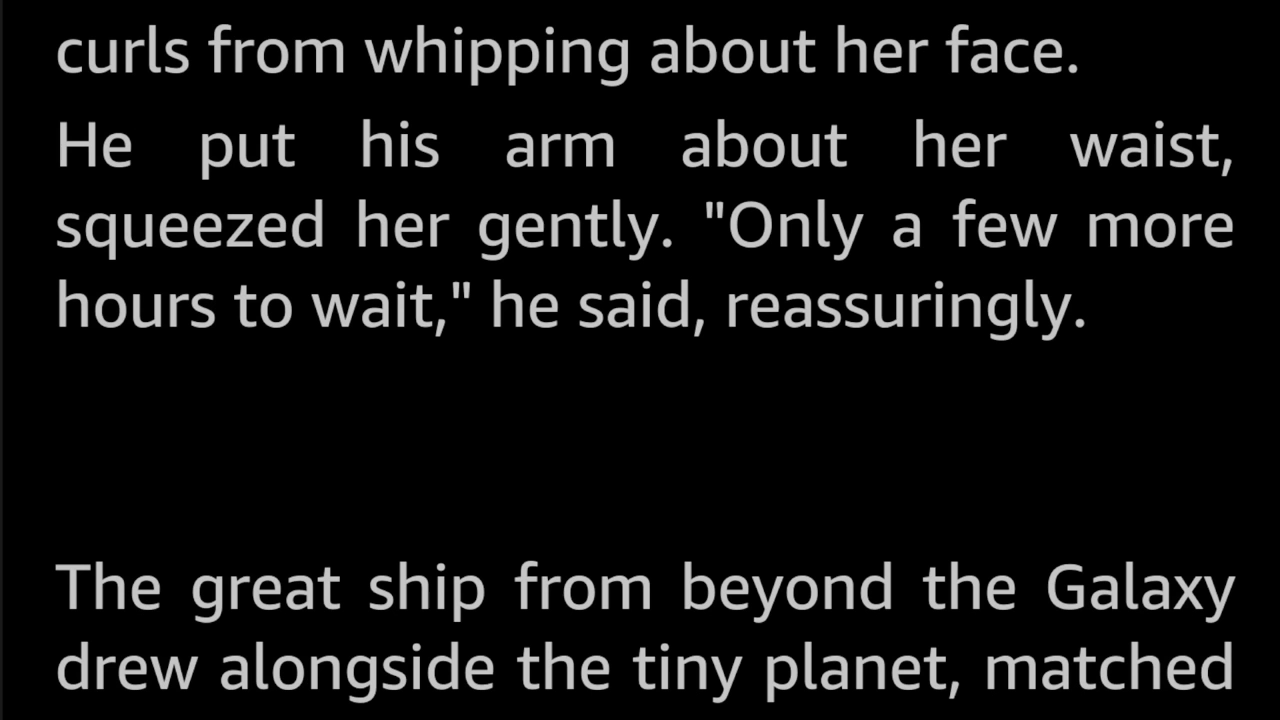 curls from whipping about her face.
He put his arm about her waist,
squeezed her gently. "Only a few more
hours to wait," he said, reassuringly.
The great ship from beyond the Galaxy
drew alongside the tiny planet, matched